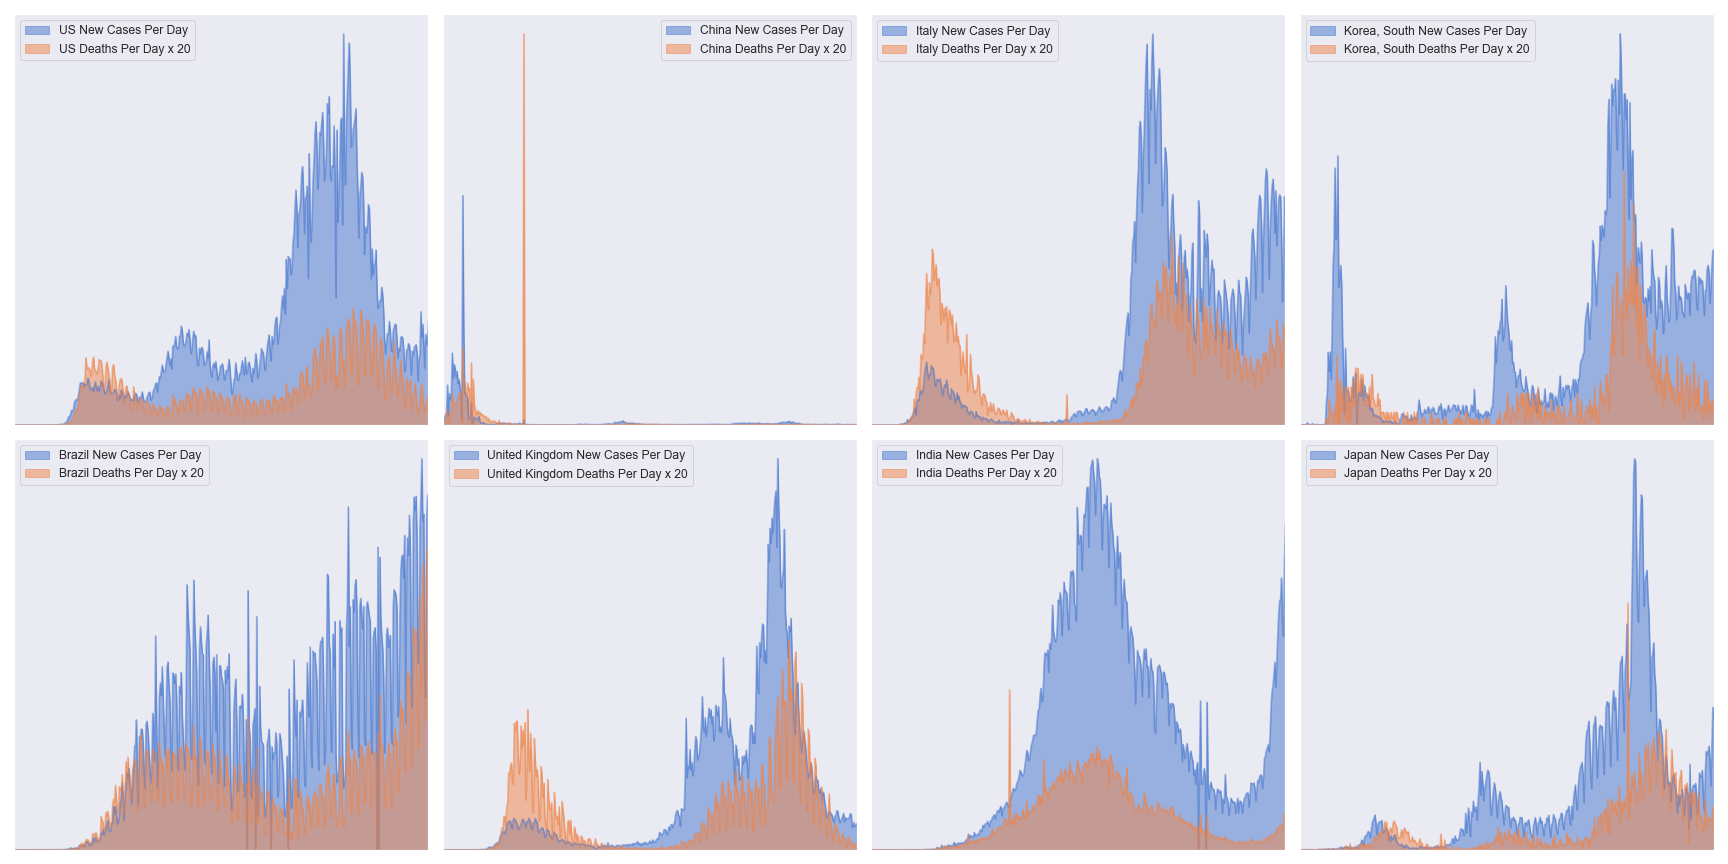 US New Cases Per Day
US Deaths Per Day x 20
China New Cases Per Day
China Deaths Per Day x 20
Italy New Cases Per Day
Italy Deaths Per Day x 20
Korea, South New Cases Per Day
Korea, South Deaths Per Day x 20
Brazil New Cases Per Day
Brazil Deaths Per Day x 20
United Kingdom New Cases Per Day
United Kingdom Deaths Per Day x 20
India New Cases Per Day
India Deaths Per Day x 20
Japan New Cases Per Day
Japan Deaths Per Day x 20